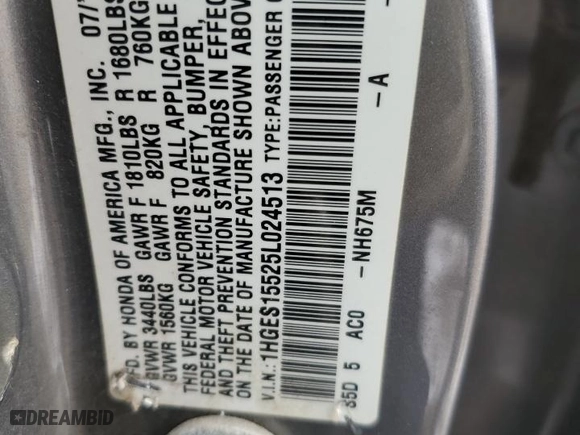 MFD. BY HONDA OF AMERICA MFG., INC. 07/
GVWR 3440LBS GAWR F 1810LBS R 1680LBS
GVWR 1560KG GAWR F 820KG R 760KG
THIS VEHICLE CONFORMS TO ALL APPLICABLE
FEDERAL MOTOR VEHICLE SAFETY, BUMPER,
AND THEFT PREVENTION STANDARDS IN EFFEC
ON THE DATE OF MANUFACTURE SHOWN ABOV
V.I.N.: 1HGES15525L024513 TYPE:PASSENGER
S5D 5 AC0 -NH675M -A
DREAMBID